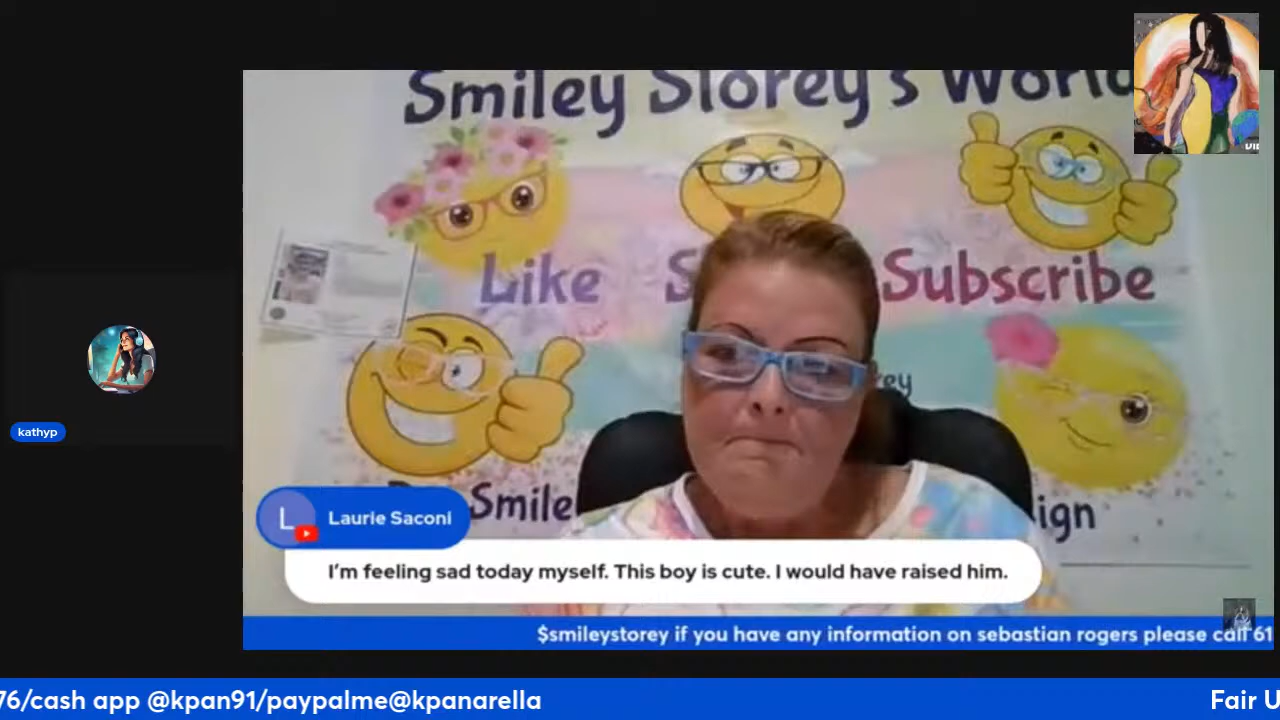 Smiley Storey's World
Like
Subscribe
Smile
ign
kathyp
L Laurie Saconi
I'm feeling sad today myself. This boy is cute. I would have raised him.
$smileystorey if you have any information on sebastian rogers please call 61
76/cash app @kpan91/paypalme@kpanarella
Fair U